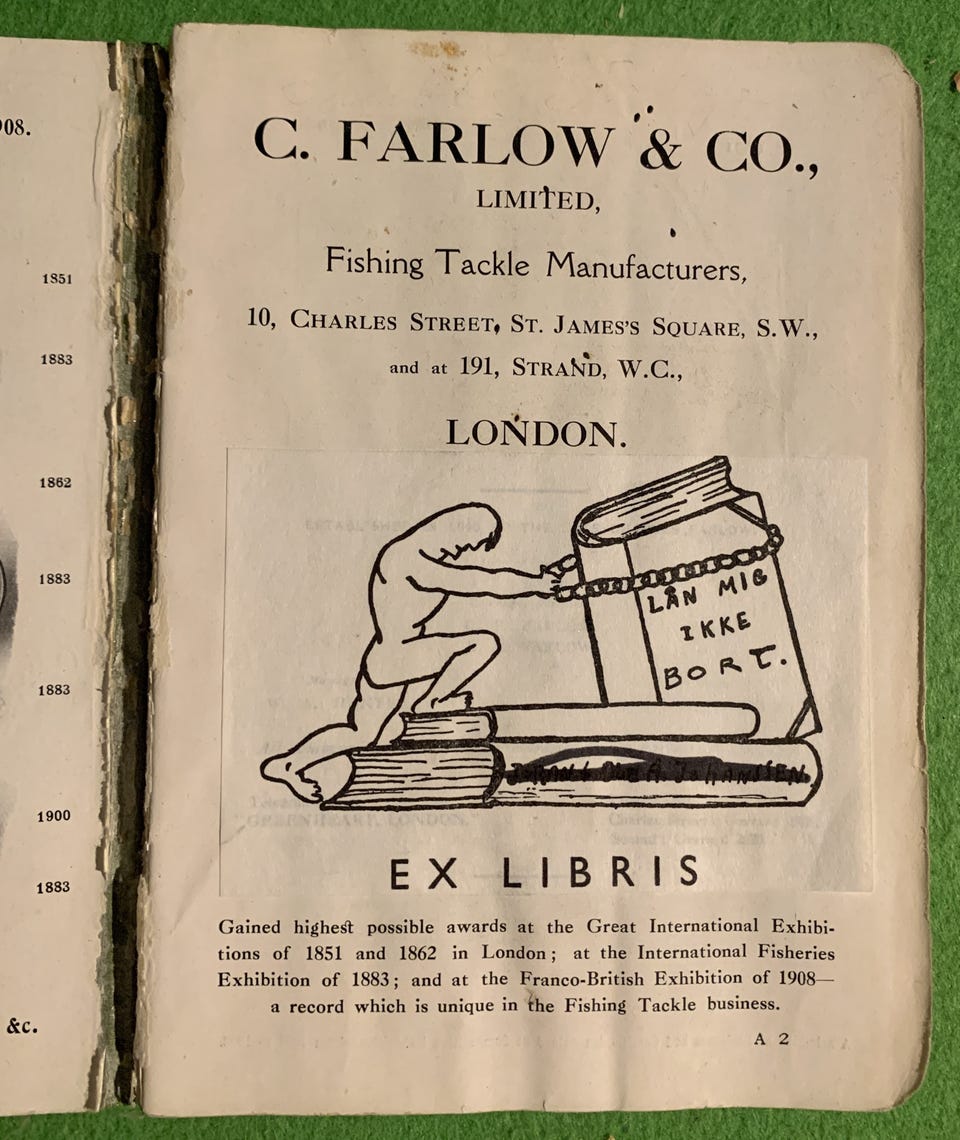 908.
1851
1883
1862
1883
1883
1900
1883
&c.
C. FARLOW & CO.,
LIMITED,
Fishing Tackle Manufacturers,
10, CHARLES STREET, ST. JAMES'S SQUARE, S.W.,
and at 191, STRAND, W.C.,
LONDON.
LÅN MIG
IKKE
BORT.
JOHANSSEN
EX LIBRIS
Gained highest possible awards at the Great International Exhibi-
tions of 1851 and 1862 in London; at the International Fisheries
Exhibition of 1883; and at the Franco-British Exhibition of 1908—
a record which is unique in the Fishing Tackle business.
A 2